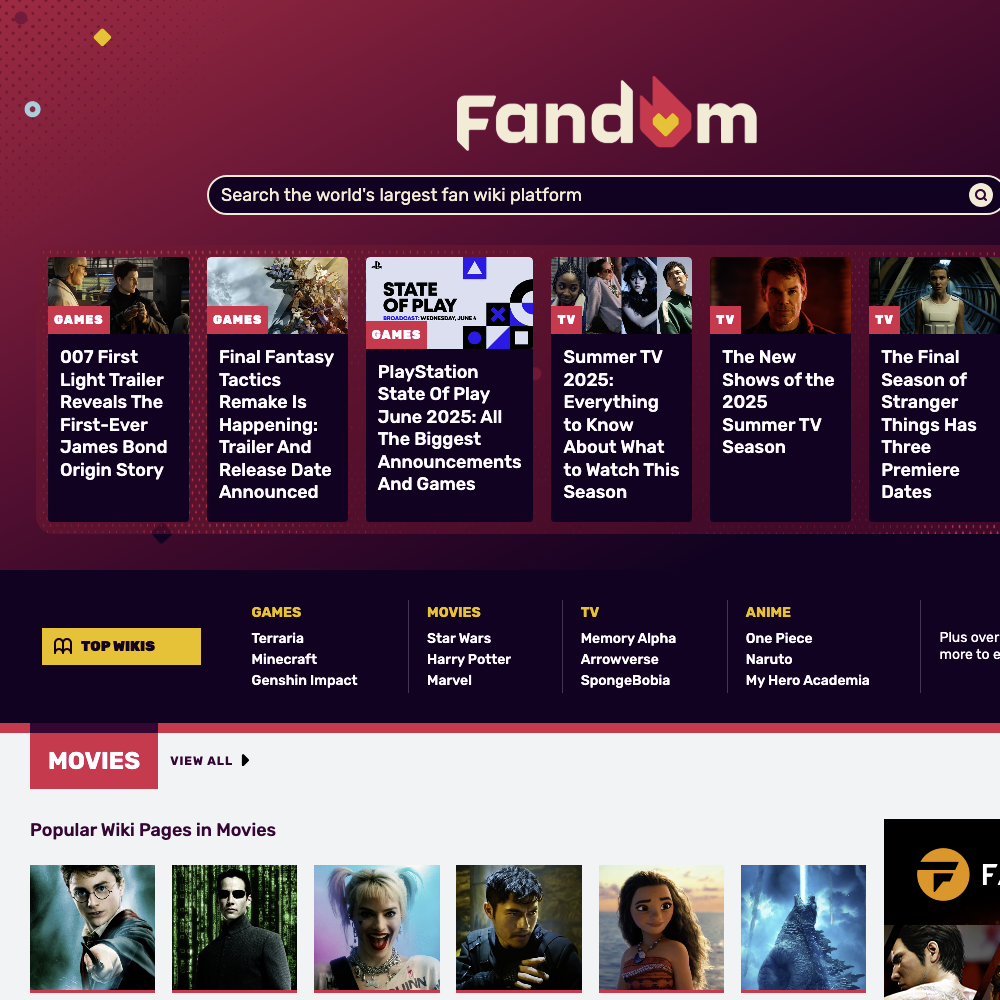 Fandom
Search the world's largest fan wiki platform
GAMES
007 First
Light Trailer
Reveals The
First-Ever
James Bond
Origin Story
GAMES
Final Fantasy
Tactics
Remake Is
Happening:
Trailer And
Release Date
Announced
STATE
OF PLAY
BROADCAST: WEDNESDAY, JUNE 4
GAMES
PlayStation
State Of Play
June 2025: All
The Biggest
Announcements
And Games
TV
Summer TV
2025:
Everything
to Know
About What
to Watch This
Season
TV
The New
Shows of the
2025
Summer TV
Season
TV
The Final
Season of
Stranger
Things Has
Three
Premiere
Dates
TOP WIKIS
GAMES
Terraria
Minecraft
Genshin Impact
MOVIES
Star Wars
Harry Potter
Marvel
TV
Memory Alpha
Arrowverse
SpongeBobia
ANIME
One Piece
Naruto
My Hero Academia
Plus over
more to e
MOVIES
VIEW ALL
Popular Wiki Pages in Movies